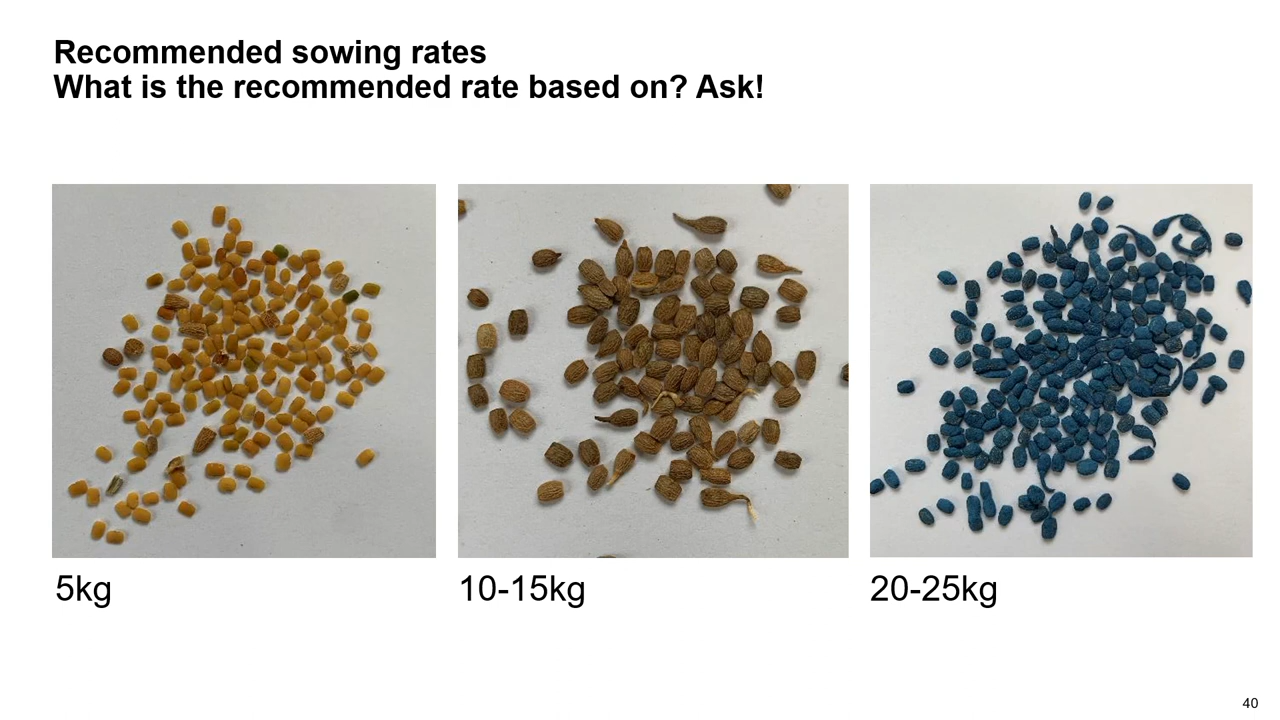 Recommended sowing rates
What is the recommended rate based on? Ask!
5kg
10-15kg
20-25kg
40